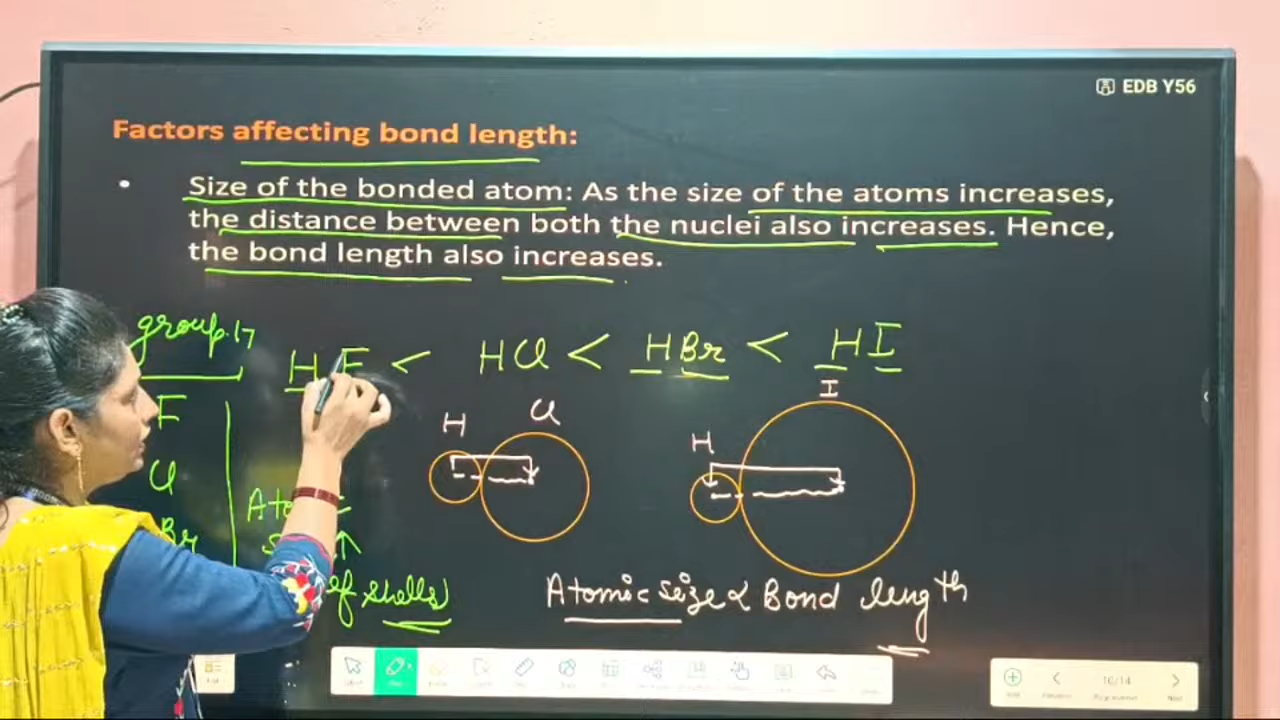 EDB Y56
Factors affecting bond length:
• Size of the bonded atom: As the size of the atoms increases,
the distance between both the nuclei also increases. Hence,
the bond length also increases.
group.17
HF < HCl < HBr < HI
F
Cl
Br
H Cl
H I
of shells)
Atomic size ∝ Bond length
10/14